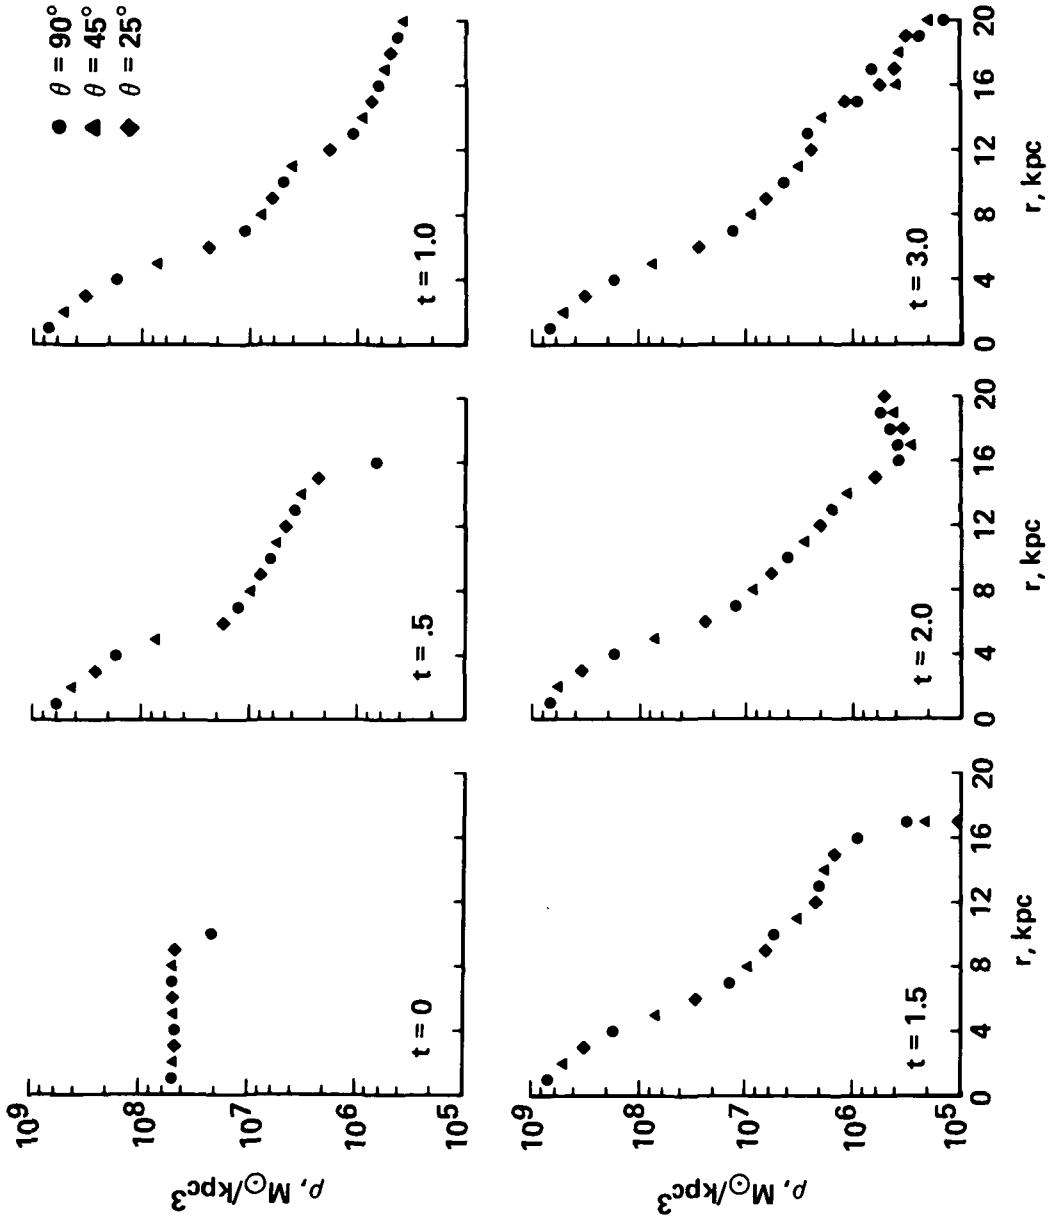 ● θ = 90°
▲ θ = 45°
◆ θ = 25°
ρ, M☉/kpc³
10⁹
10⁸
10⁷
10⁶
10⁵
t = 0
t = .5
t = 1.0
ρ, M☉/kpc³
10⁹
10⁸
10⁷
10⁶
10⁵
t = 1.5
0 4 8 12 16 20
r, kpc
t = 2.0
0 4 8 12 16 20
r, kpc
t = 3.0
0 4 8 12 16 20
r, kpc